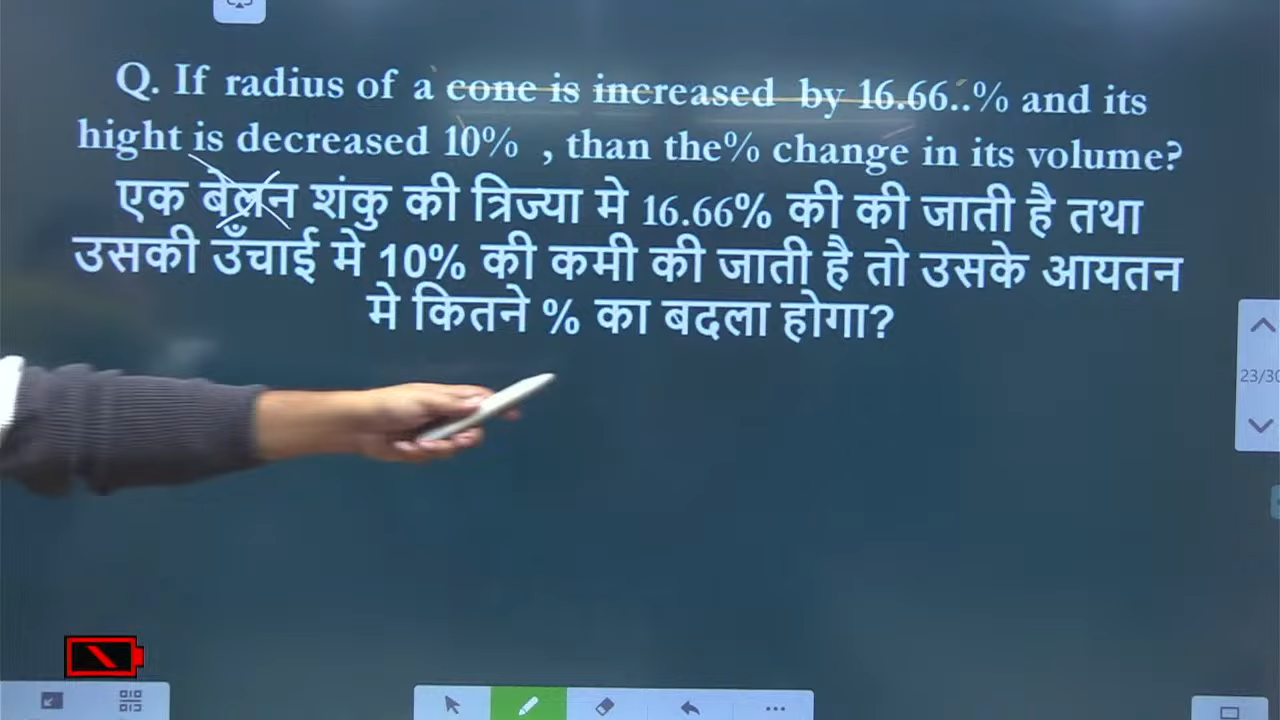 Q. If radius of a cone is increased by 16.66..% and its
hight is decreased 10% , than the% change in its volume?
एक बेलन शंकु की त्रिज्या मे 16.66% की की जाती है तथा
उसकी उँचाई मे 10% की कमी की जाती है तो उसके आयतन
मे कितने % का बदला होगा?
23/30